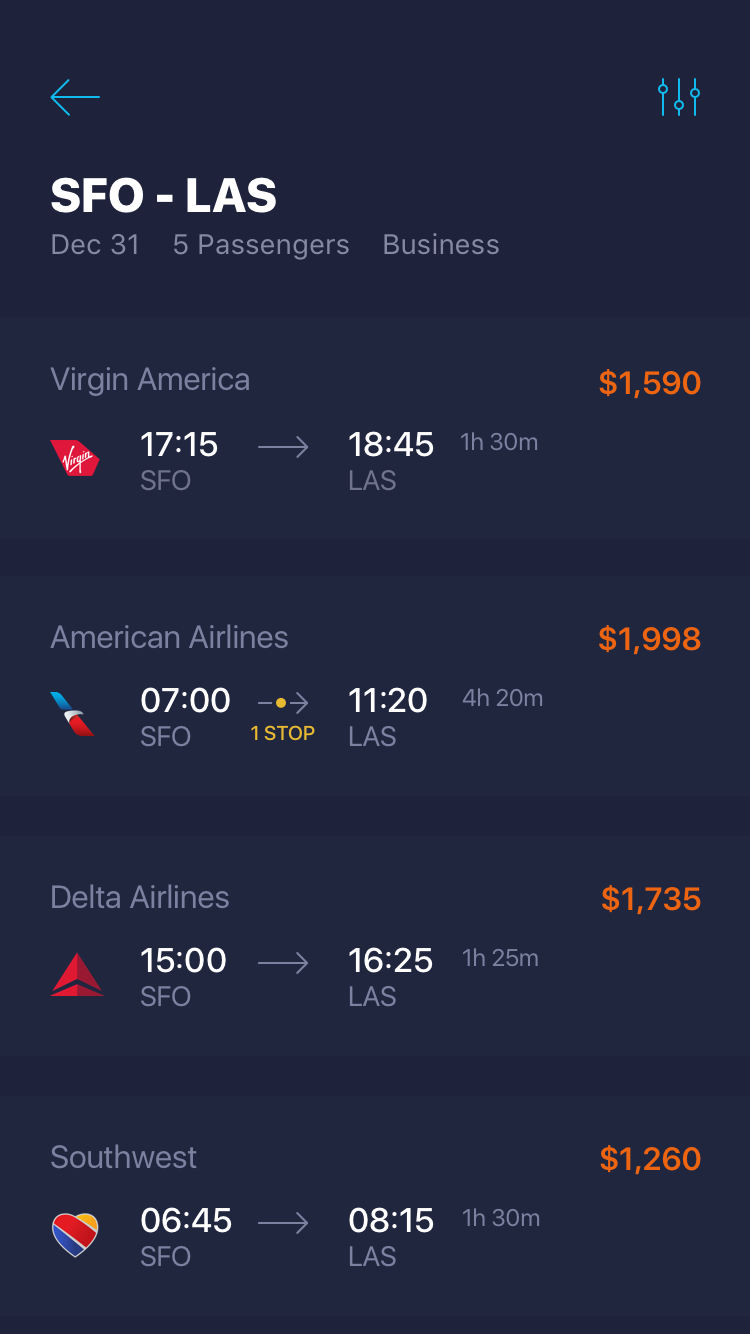 SFO - LAS
Dec 31 5 Passengers Business
Virgin America $1,590
Virgin
17:15 18:45 1h 30m
SFO LAS
American Airlines $1,998
07:00 11:20 4h 20m
SFO 1 STOP LAS
Delta Airlines $1,735
15:00 16:25 1h 25m
SFO LAS
Southwest $1,260
06:45 08:15 1h 30m
SFO LAS